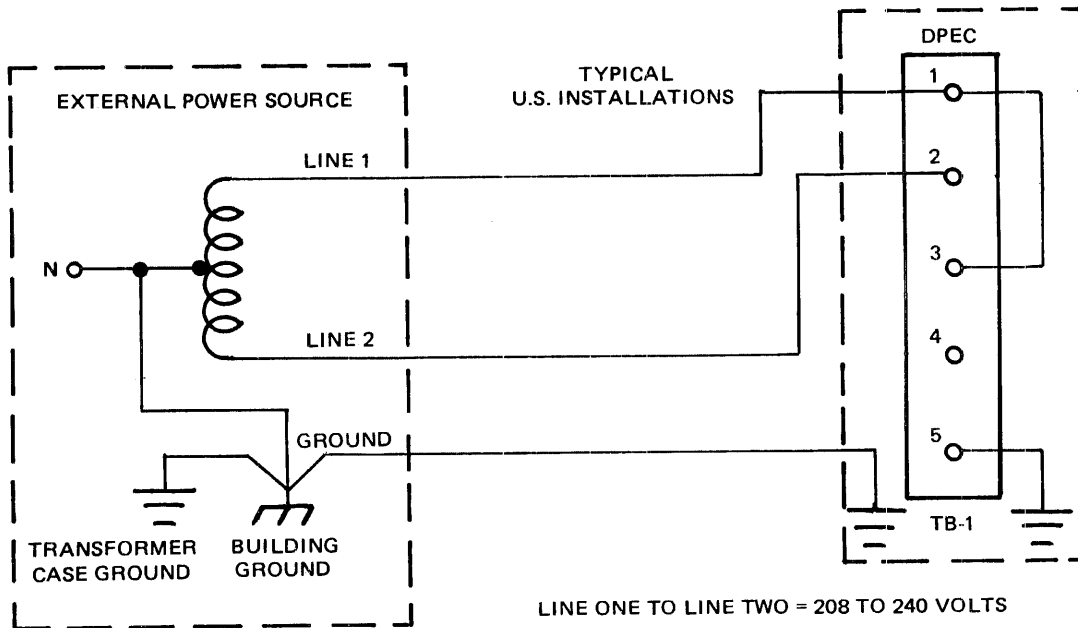 DPEC
EXTERNAL POWER SOURCE
TYPICAL
U.S. INSTALLATIONS
1
LINE 1
2
N
3
LINE 2
4
GROUND
5
TRANSFORMER
CASE GROUND
BUILDING
GROUND
TB-1
LINE ONE TO LINE TWO = 208 TO 240 VOLTS